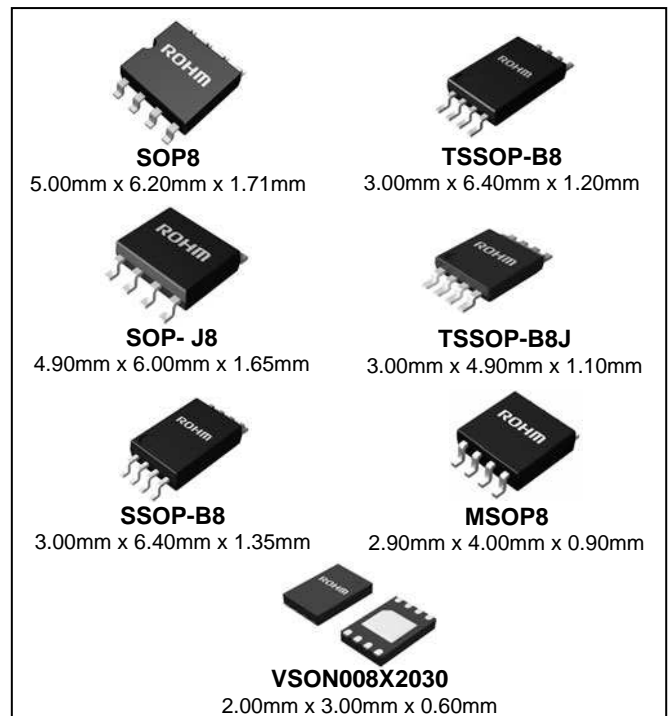 ROHM
ROHM
SOP8
5.00mm x 6.20mm x 1.71mm
TSSOP-B8
3.00mm x 6.40mm x 1.20mm
ROHM
ROHM
SOP- J8
4.90mm x 6.00mm x 1.65mm
TSSOP-B8J
3.00mm x 4.90mm x 1.10mm
ROHM
ROHM
SSOP-B8
3.00mm x 6.40mm x 1.35mm
MSOP8
2.90mm x 4.00mm x 0.90mm
ROHM
VSON008X2030
2.00mm x 3.00mm x 0.60mm